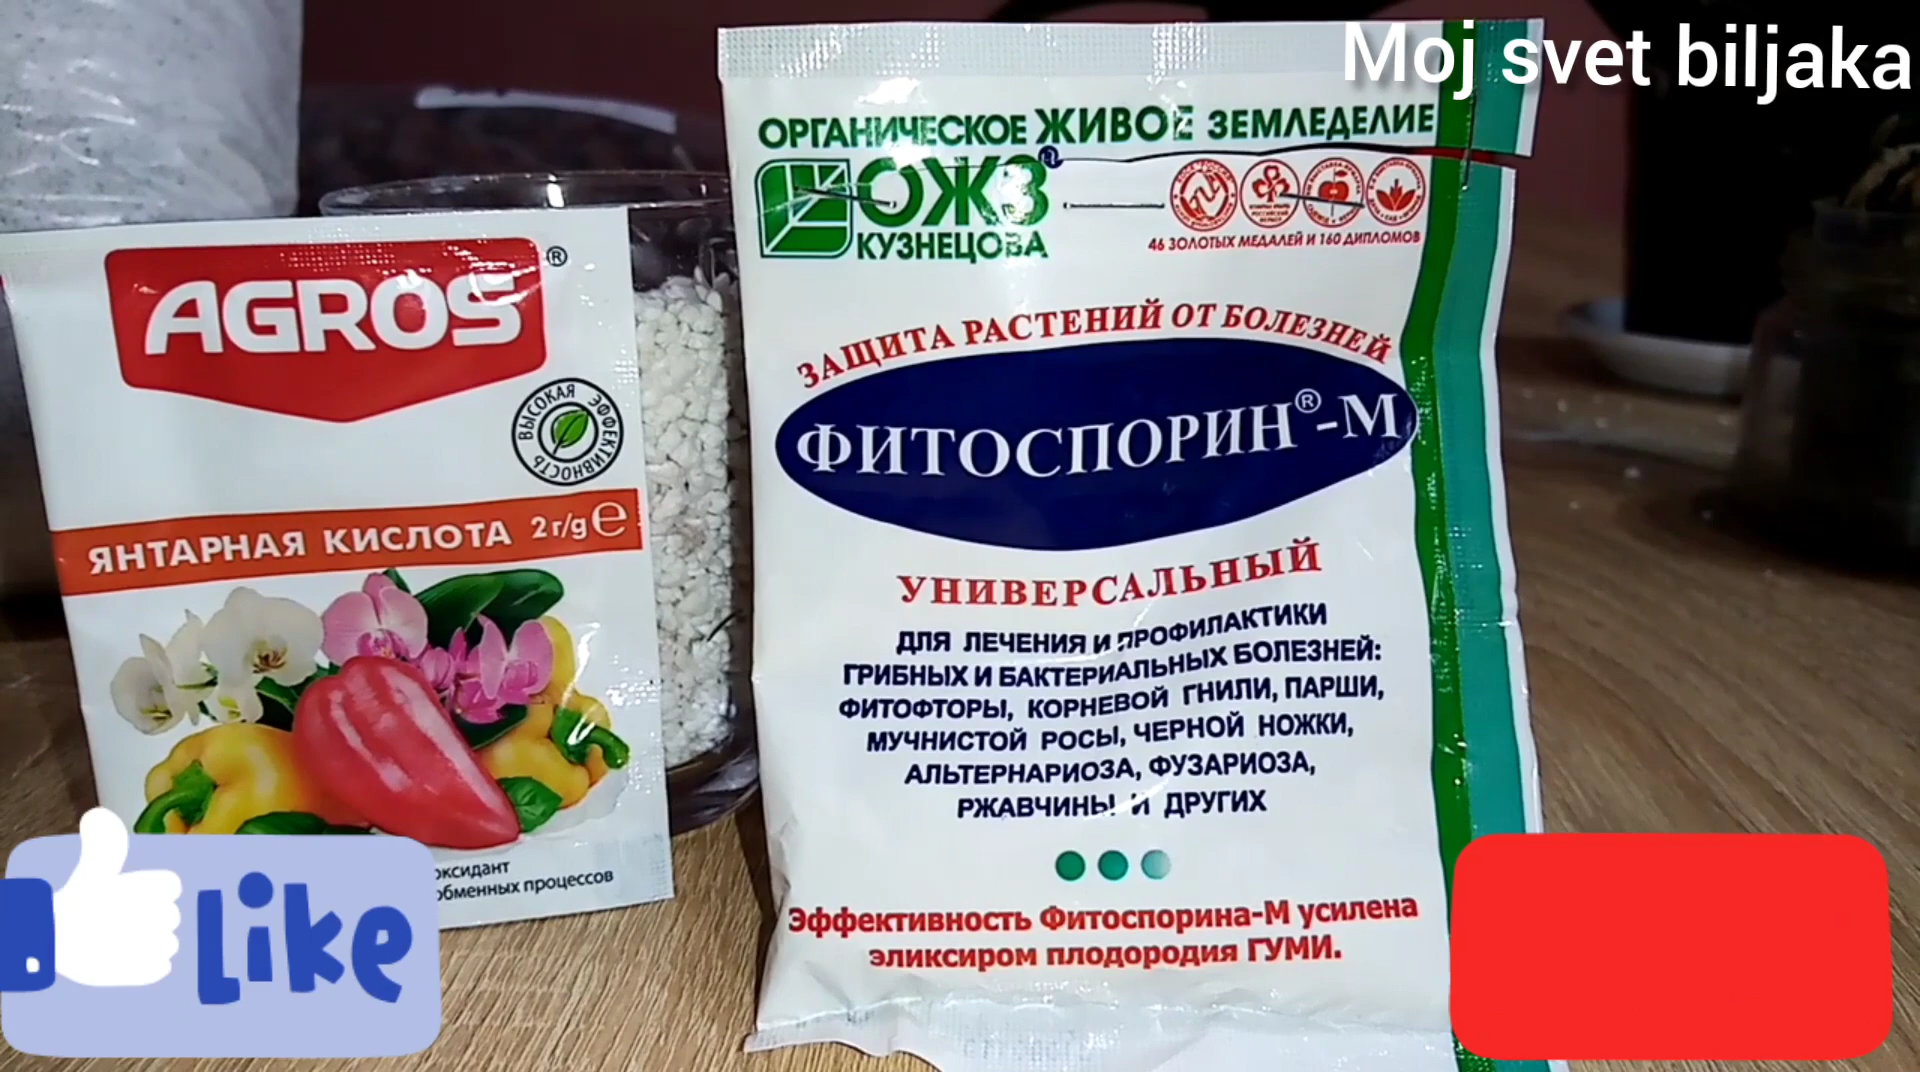 Moj svet biljaka
AGROS®
ВЫСОКАЯ ЭФФЕКТИВНОСТЬ
ЯНТАРНАЯ КИСЛОТА 2 г/g e
обменных процессов
Like
ОРГАНИЧЕСКОЕ ЖИВОЕ ЗЕМЛЕДЕЛИЕ
ОЖЗ®
КУЗНЕЦОВА
46 ЗОЛОТЫХ МЕДАЛЕЙ И 160 ДИПЛОМОВ
ЗАЩИТА РАСТЕНИЙ ОТ БОЛЕЗНЕЙ
ФИТОСПОРИН®-М
УНИВЕРСАЛЬНЫЙ
ДЛЯ ЛЕЧЕНИЯ И ПРОФИЛАКТИКИ
ГРИБНЫХ И БАКТЕРИАЛЬНЫХ БОЛЕЗНЕЙ:
ФИТОФТОРЫ, КОРНЕВОЙ ГНИЛИ, ПАРШИ,
МУЧНИСТОЙ РОСЫ, ЧЕРНОЙ НОЖКИ,
АЛЬТЕРНАРИОЗА, ФУЗАРИОЗА,
РЖАВЧИНЫ И ДРУГИХ
Эффективность Фитоспорина-М усилена
эликсиром плодородия ГУМИ.